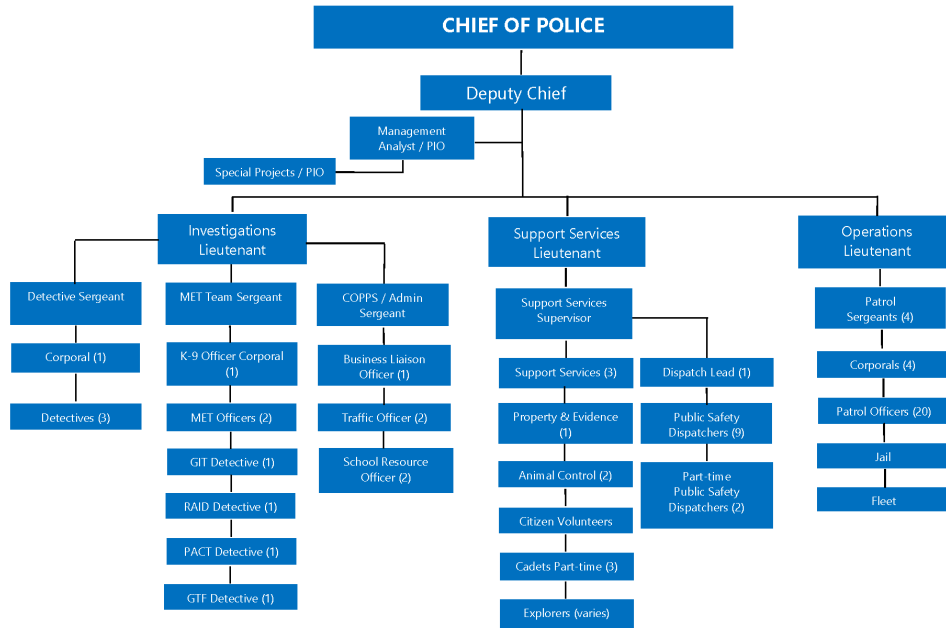 CHIEF OF POLICE
Deputy Chief
Management
Analyst / PIO
Special Projects / PIO
Investigations
Lieutenant
Detective Sergeant
Corporal (1)
Detectives (3)
MET Team Sergeant
K-9 Officer Corporal
(1)
MET Officers (2)
GIT Detective (1)
RAID Detective (1)
PACT Detective (1)
GTF Detective (1)
COPPS / Admin
Sergeant
Business Liaison
Officer (1)
Traffic Officer (2)
School Resource
Officer (2)
Support Services
Lieutenant
Support Services
Supervisor
Support Services (3)
Property & Evidence
(1)
Animal Control (2)
Citizen Volunteers
Cadets Part-time (3)
Explorers (varies)
Dispatch Lead (1)
Public Safety
Dispatchers (9)
Part-time
Public Safety
Dispatchers (2)
Operations
Lieutenant
Patrol
Sergeants (4)
Corporals (4)
Patrol Officers (20)
Jail
Fleet